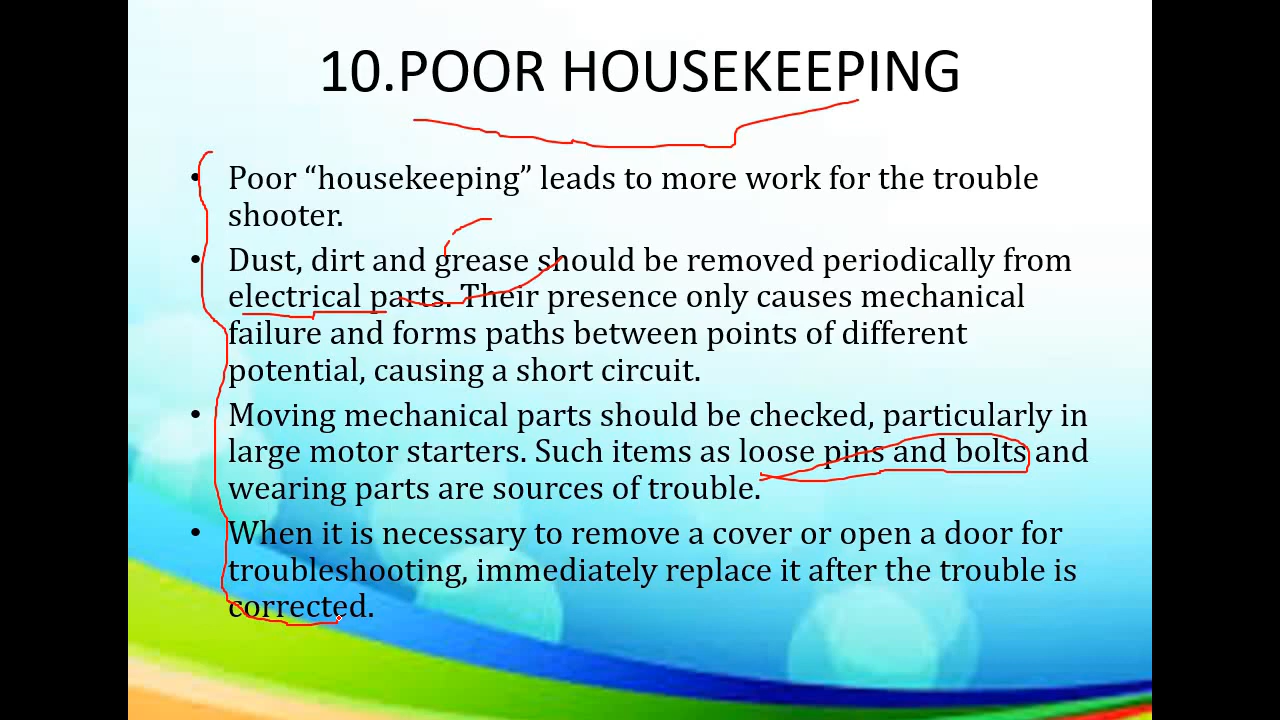 10.POOR HOUSEKEEPING
• Poor “housekeeping” leads to more work for the trouble
shooter.
• Dust, dirt and grease should be removed periodically from
electrical parts. Their presence only causes mechanical
failure and forms paths between points of different
potential, causing a short circuit.
• Moving mechanical parts should be checked, particularly in
large motor starters. Such items as loose pins and bolts and
wearing parts are sources of trouble.
• When it is necessary to remove a cover or open a door for
troubleshooting, immediately replace it after the trouble is
corrected.